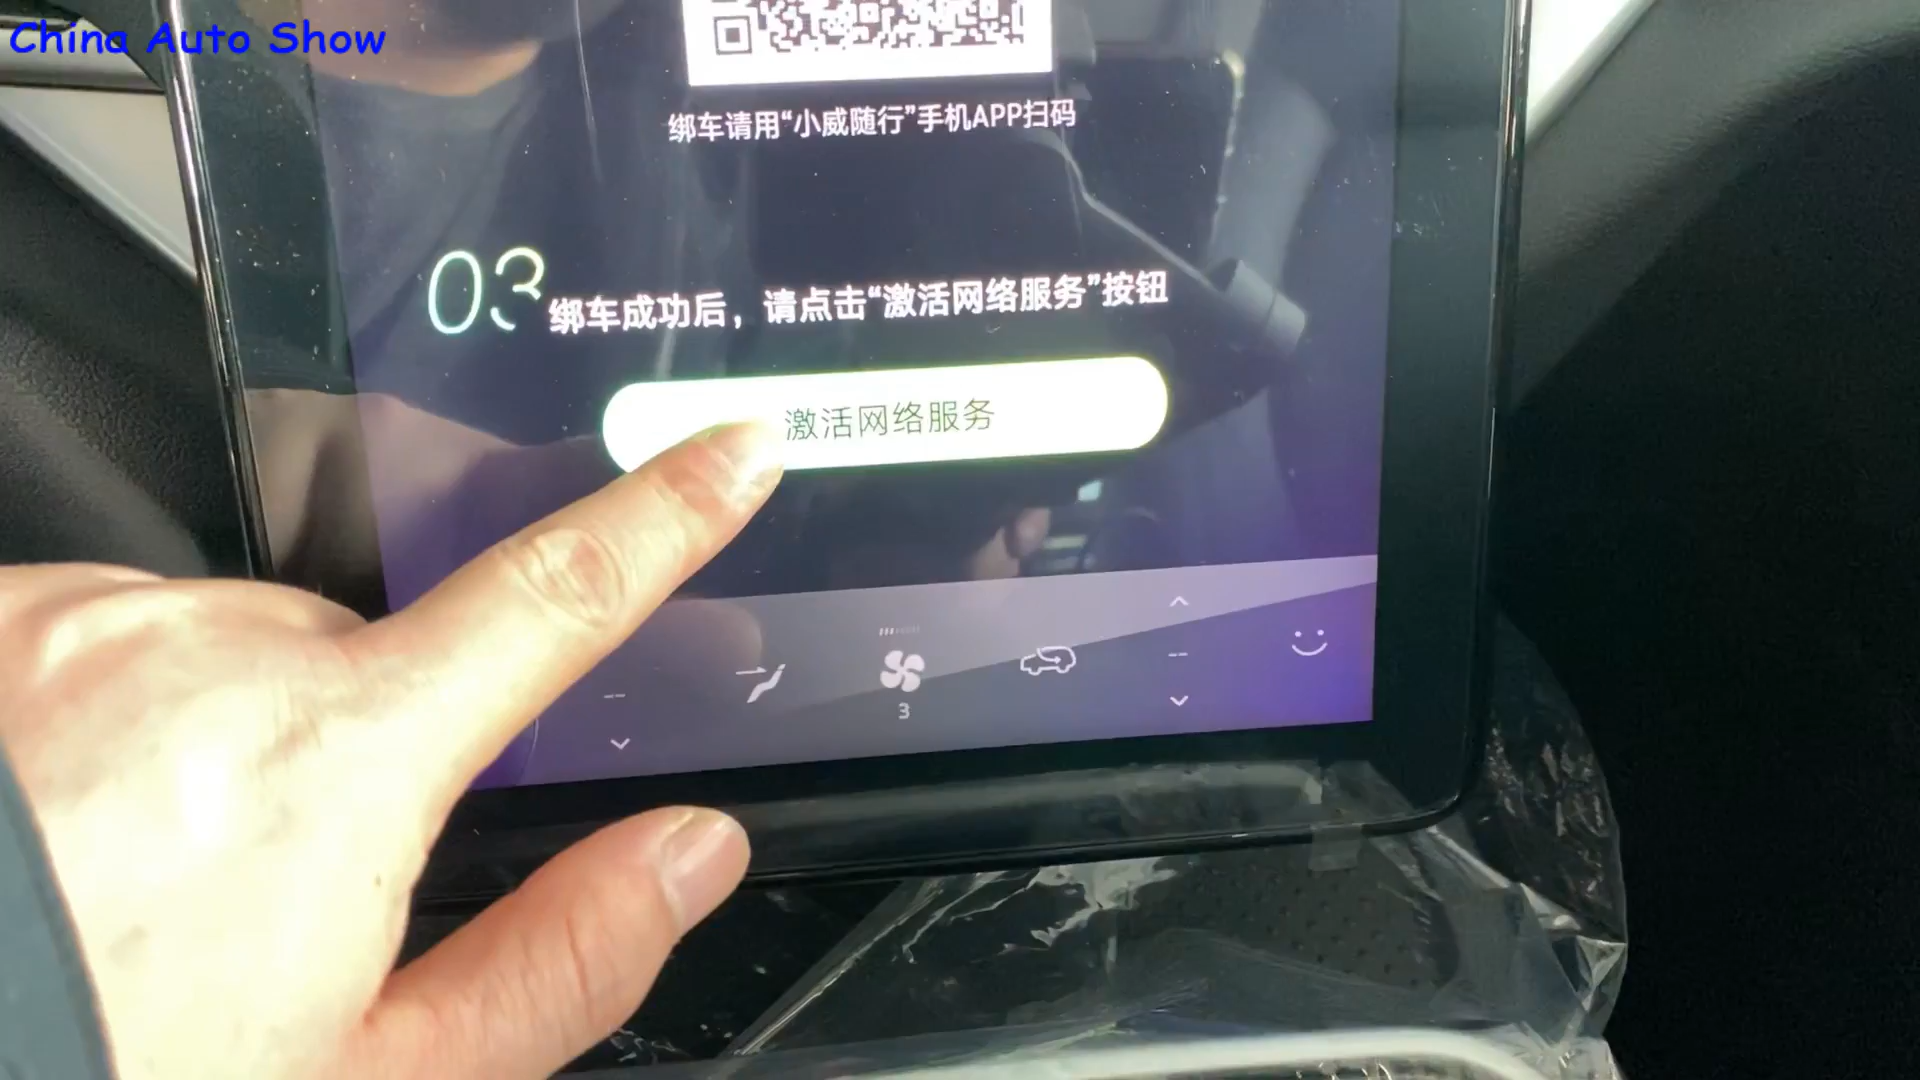 China Auto Show
绑车请用“小威随行”手机APP扫码
03 绑车成功后，请点击“激活网络服务”按钮
激活网络服务
--
3
--